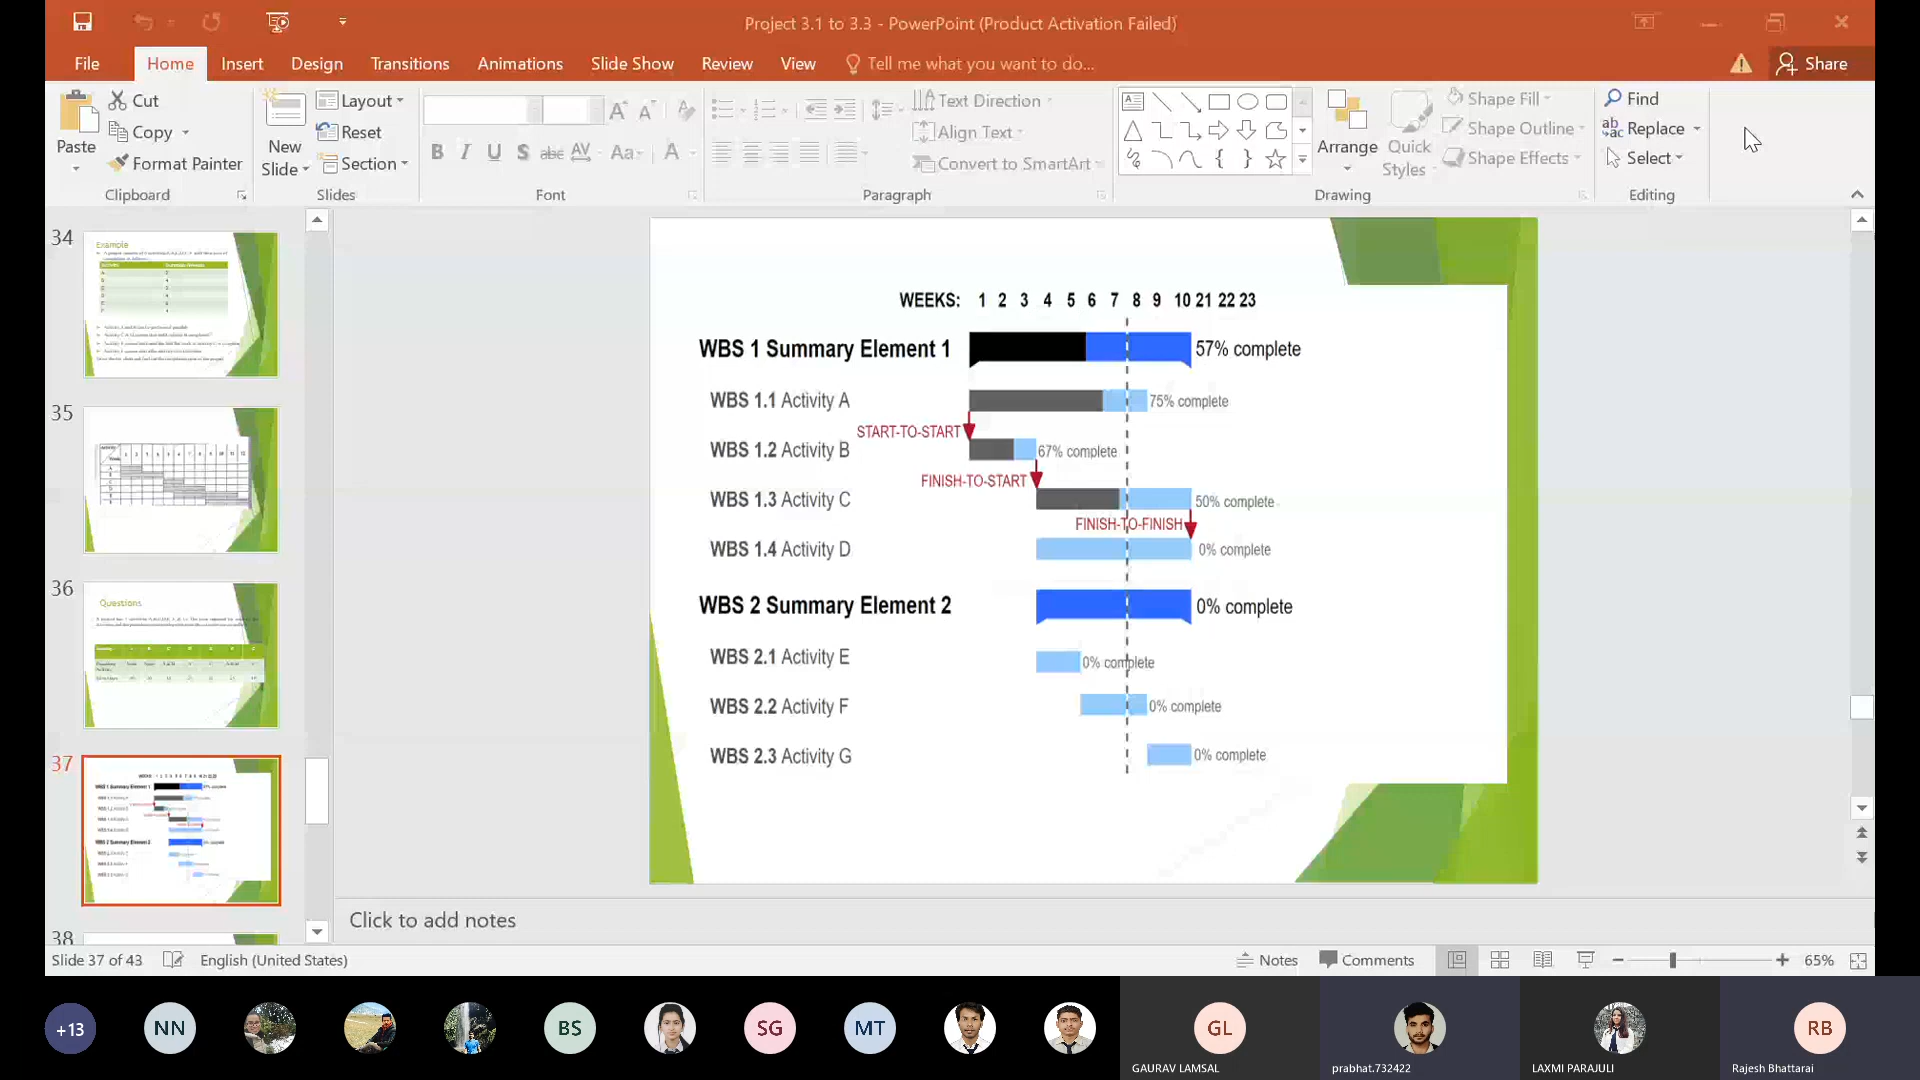 Project 3.1 to 3.3 - PowerPoint (Product Activation Failed)
File Home Insert Design Transitions Animations Slide Show Review View Tell me what you want to do... Share
Paste
Cut
Copy
Format Painter
Clipboard
New Slide
Layout
Reset
Section
Slides
Font
Text Direction
Align Text
Convert to SmartArt
Paragraph
Arrange
Quick Styles
Shape Fill
Shape Outline
Shape Effects
Drawing
Find
Replace
Select
Editing
34
Example
35
36
Questions
37
38
WEEKS: 1 2 3 4 5 6 7 8 9 10 21 22 23
WBS 1 Summary Element 1 57% complete
WBS 1.1 Activity A 75% complete
START-TO-START
WBS 1.2 Activity B 67% complete
FINISH-TO-START
WBS 1.3 Activity C 50% complete
FINISH-TO-FINISH
WBS 1.4 Activity D 0% complete
WBS 2 Summary Element 2 0% complete
WBS 2.1 Activity E 0% complete
WBS 2.2 Activity F 0% complete
WBS 2.3 Activity G 0% complete
Click to add notes
Slide 37 of 43 English (United States) Notes Comments 65%
+13 NN BS SG MT GL RB
GAURAV LAMSAL prabhat.732422 LAXMI PARAJULI Rajesh Bhattarai